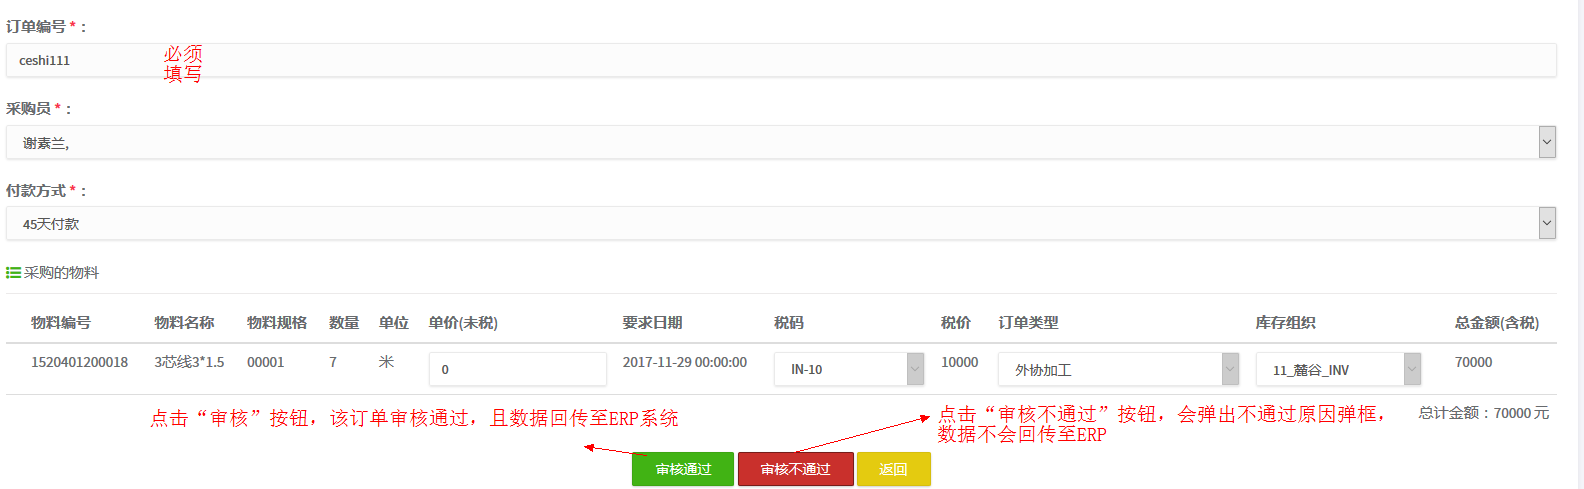 订单编号 * :
ceshi111
必须
填写
采购员 * :
谢素兰,
付款方式 * :
45天付款
采购的物料
物料编号 物料名称 物料规格 数量 单位 单价(未税) 要求日期 税码 税价 订单类型 库存组织 总金额(含税)
1520401200018 3芯线3*1.5 00001 7 米 0 2017-11-29 00:00:00 IN-10 10000 外协加工 11_麓谷_INV 70000
总计金额：70000 元
点击“审核”按钮，该订单审核通过，且数据回传至ERP系统
点击“审核不通过”按钮，会弹出不通过原因弹框，
数据不会回传至ERP
审核通过 审核不通过 返回